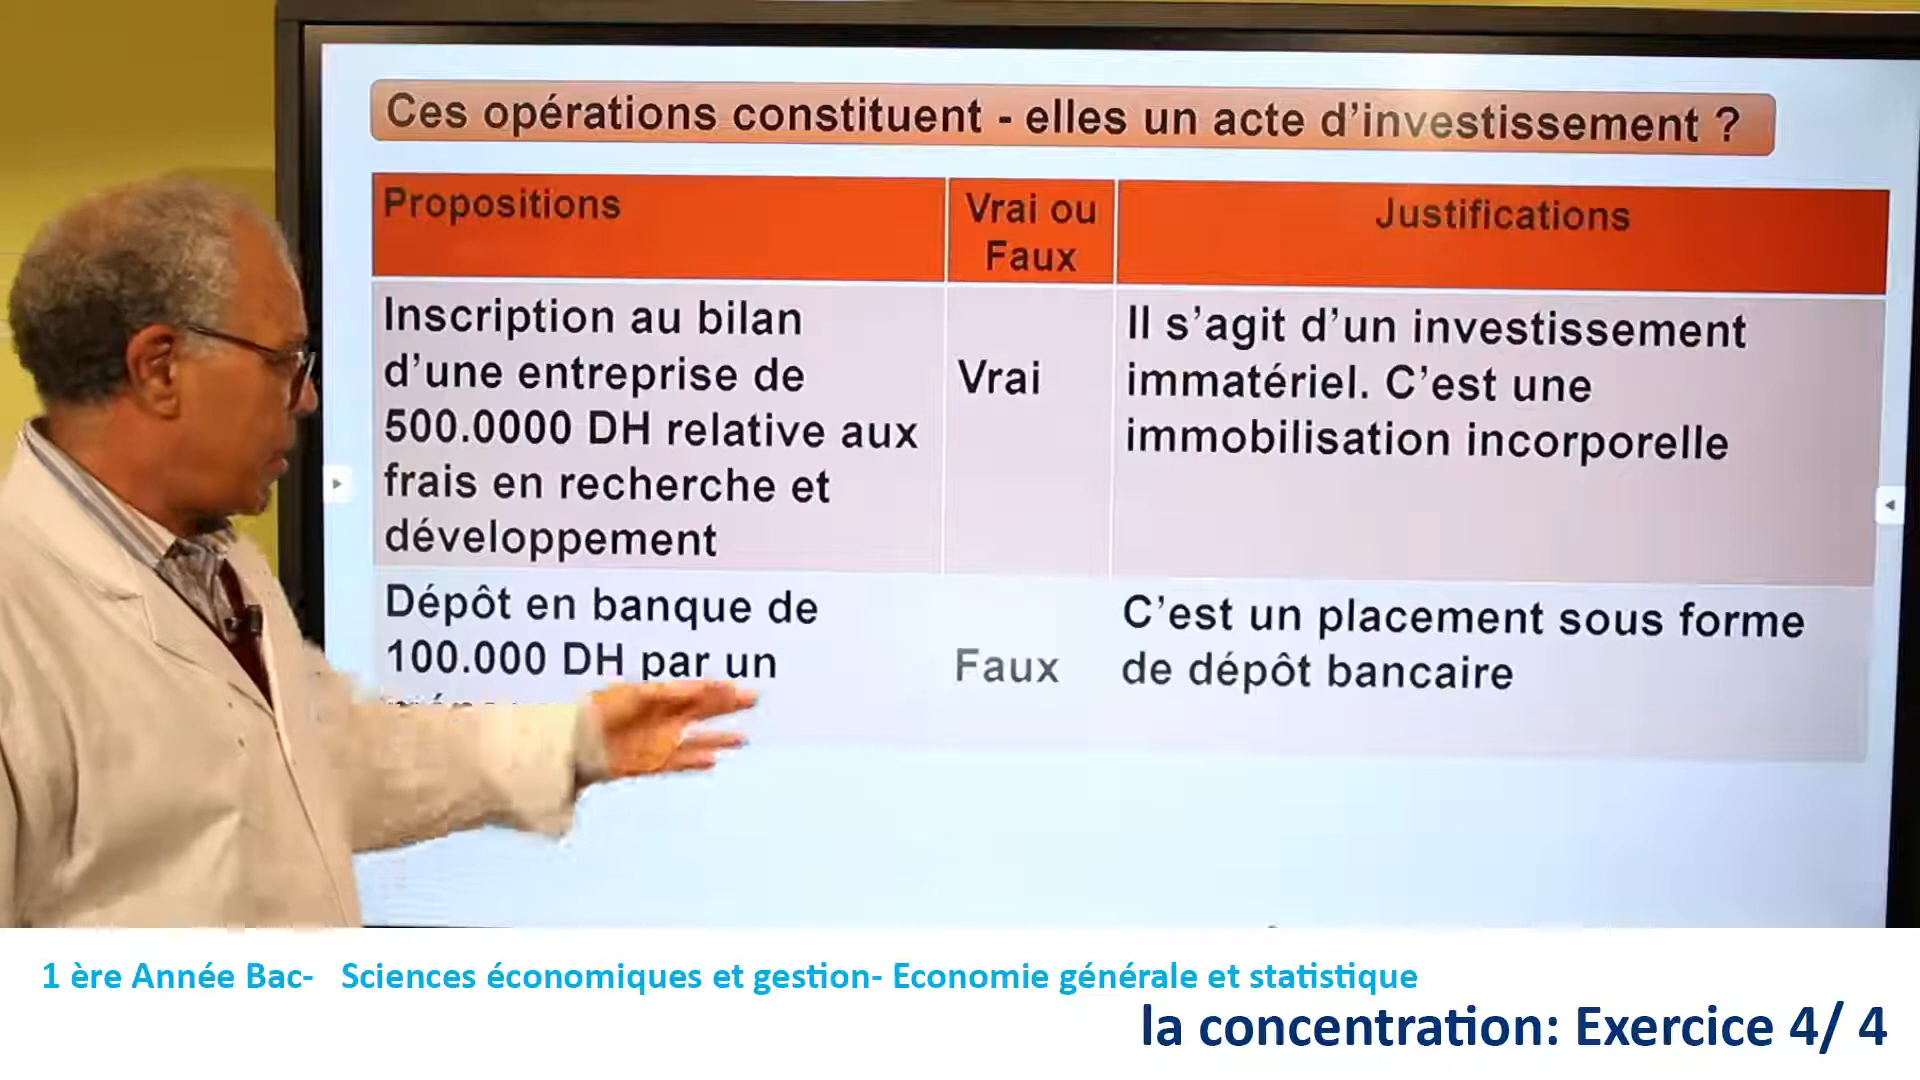 Ces opérations constituent - elles un acte d’investissement ?
Propositions
Vrai ou
Faux
Justifications
Inscription au bilan
d’une entreprise de
500.0000 DH relative aux
frais en recherche et
développement
Vrai
Il s’agit d’un investissement
immatériel. C’est une
immobilisation incorporelle
Dépôt en banque de
100.000 DH par un
Faux
C’est un placement sous forme
de dépôt bancaire
1 ère Année Bac- Sciences économiques et gestion- Economie générale et statistique
la concentration: Exercice 4/ 4